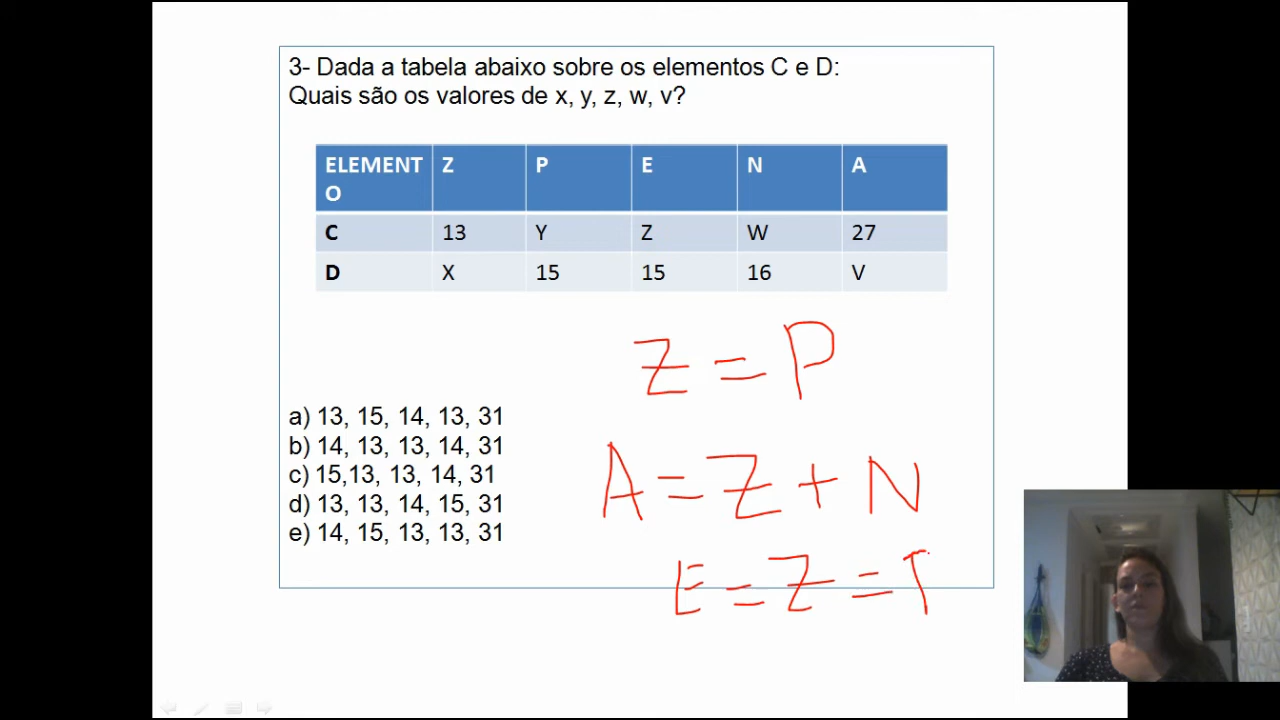 3- Dada a tabela abaixo sobre os elementos C e D:
Quais são os valores de x, y, z, w, v?
ELEMENT
O Z P E N A
C 13 Y Z W 27
D X 15 15 16 V
Z = P
a) 13, 15, 14, 13, 31
b) 14, 13, 13, 14, 31
c) 15,13, 13, 14, 31
d) 13, 13, 14, 15, 31
e) 14, 15, 13, 13, 31
A = Z + N
E = Z =